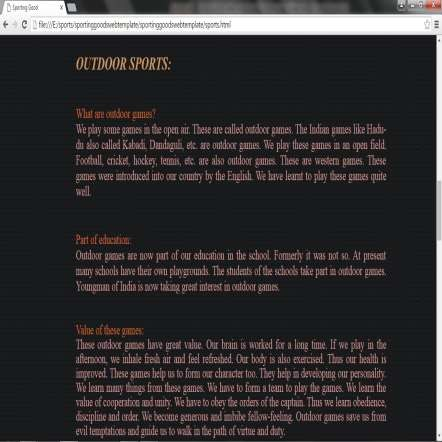 Sporting Good
file:///E:/sports/sportinggoodswebtemplate/sportinggoodswebtemplate/sports.html
OUTDOOR SPORTS:
What are outdoor games?
We play some games in the open air. These are called outdoor games. The Indian games like Hadu-
du also called Kabadi, Dandaguli, etc. are outdoor games. We play these games in an open field.
Football, cricket, hockey, tennis, etc. are also outdoor games. These are western games. These
games were introduced into our country by the English. We have learnt to play these games quite
well.
Part of education:
Outdoor games are now part of our education in the school. Formerly it was not so. At present
many schools have their own playgrounds. The students of the schools take part in outdoor games.
Youngman of India is now taking great interest in outdoor games.
Value of these games:
These outdoor games have great value. Our brain is worked for a long time. If we play in the
afternoon, we inhale fresh air and feel refreshed. Our body is also exercised. Thus our health is
improved. These games help us to form our character too. They help in developing our personality.
We learn many things from these games. We have to form a team to play the games. We learn the
value of cooperation and unity. We have to obey the orders of the captain. Thus we learn obedience,
discipline and order. We become generous and imbibe fellow-feeling. Outdoor games save us from
evil temptations and guide us to walk in the path of virtue and duty.